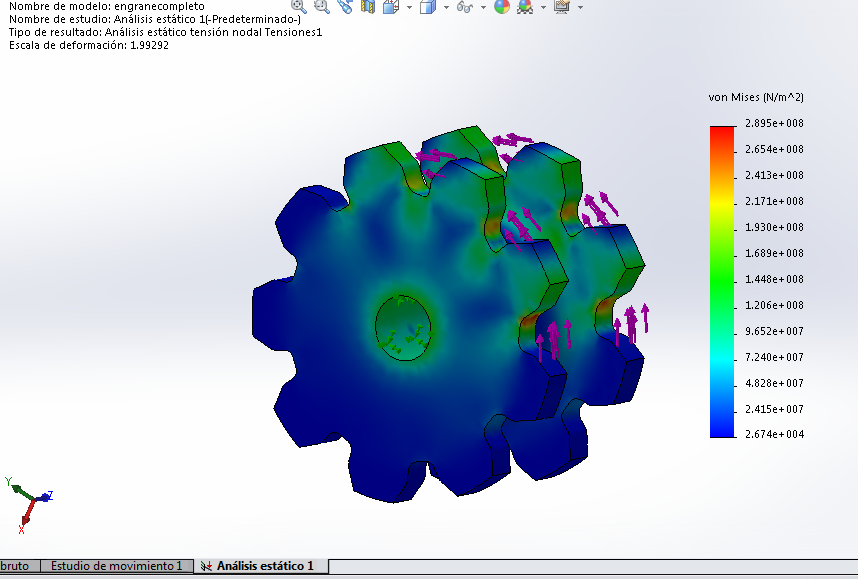 Nombre de modelo: engranecompleto
Nombre de estudio: Análisis estático 1(-Predeterminado-)
Tipo de resultado: Análisis estático tensión nodal Tensiones1
Escala de deformación: 1.99292
von Mises (N/m^2)
2.895e+008
2.654e+008
2.413e+008
2.171e+008
1.930e+008
1.689e+008
1.448e+008
1.206e+008
9.652e+007
7.240e+007
4.828e+007
2.415e+007
2.674e+004
Y
Z
X
bruto Estudio de movimiento 1 Análisis estático 1